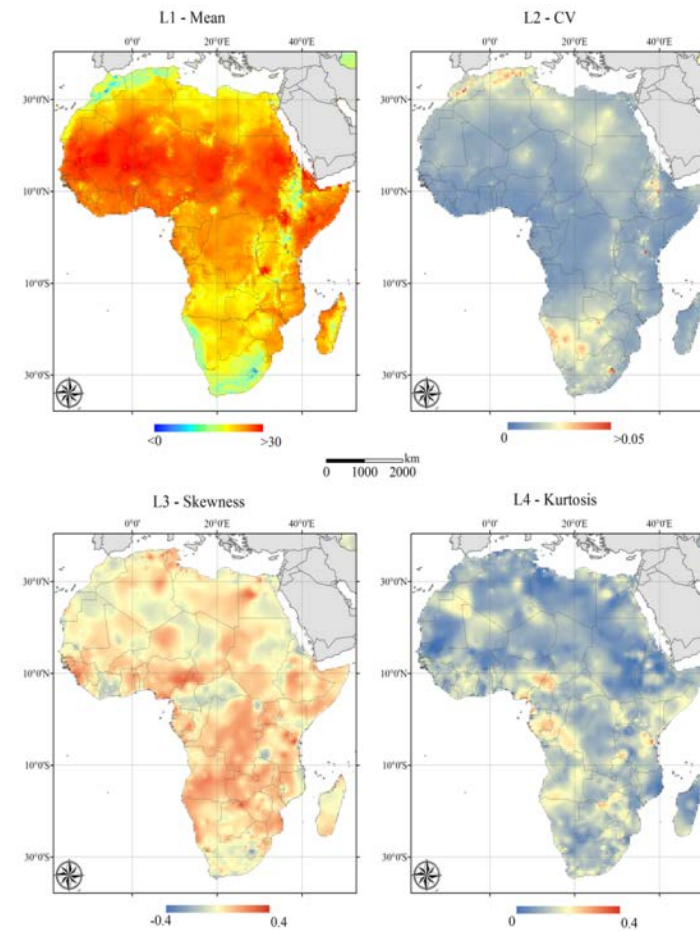 L1 - Mean
L2 - CV
0°0' 20°0'E 40°0'E
0°0' 20°0'E 40°0'E
30°0'N
30°0'N
10°0'N
10°0'N
10°0'S
10°0'S
30°0'S
30°0'S
<0 >30
0 >0.05
km
0 1000 2000
L3 - Skewness
L4 - Kurtosis
0°0' 20°0'E 40°0'E
0°0' 20°0'E 40°0'E
30°0'N
30°0'N
10°0'N
10°0'N
10°0'S
10°0'S
30°0'S
30°0'S
-0.4 0.4
0 0.4